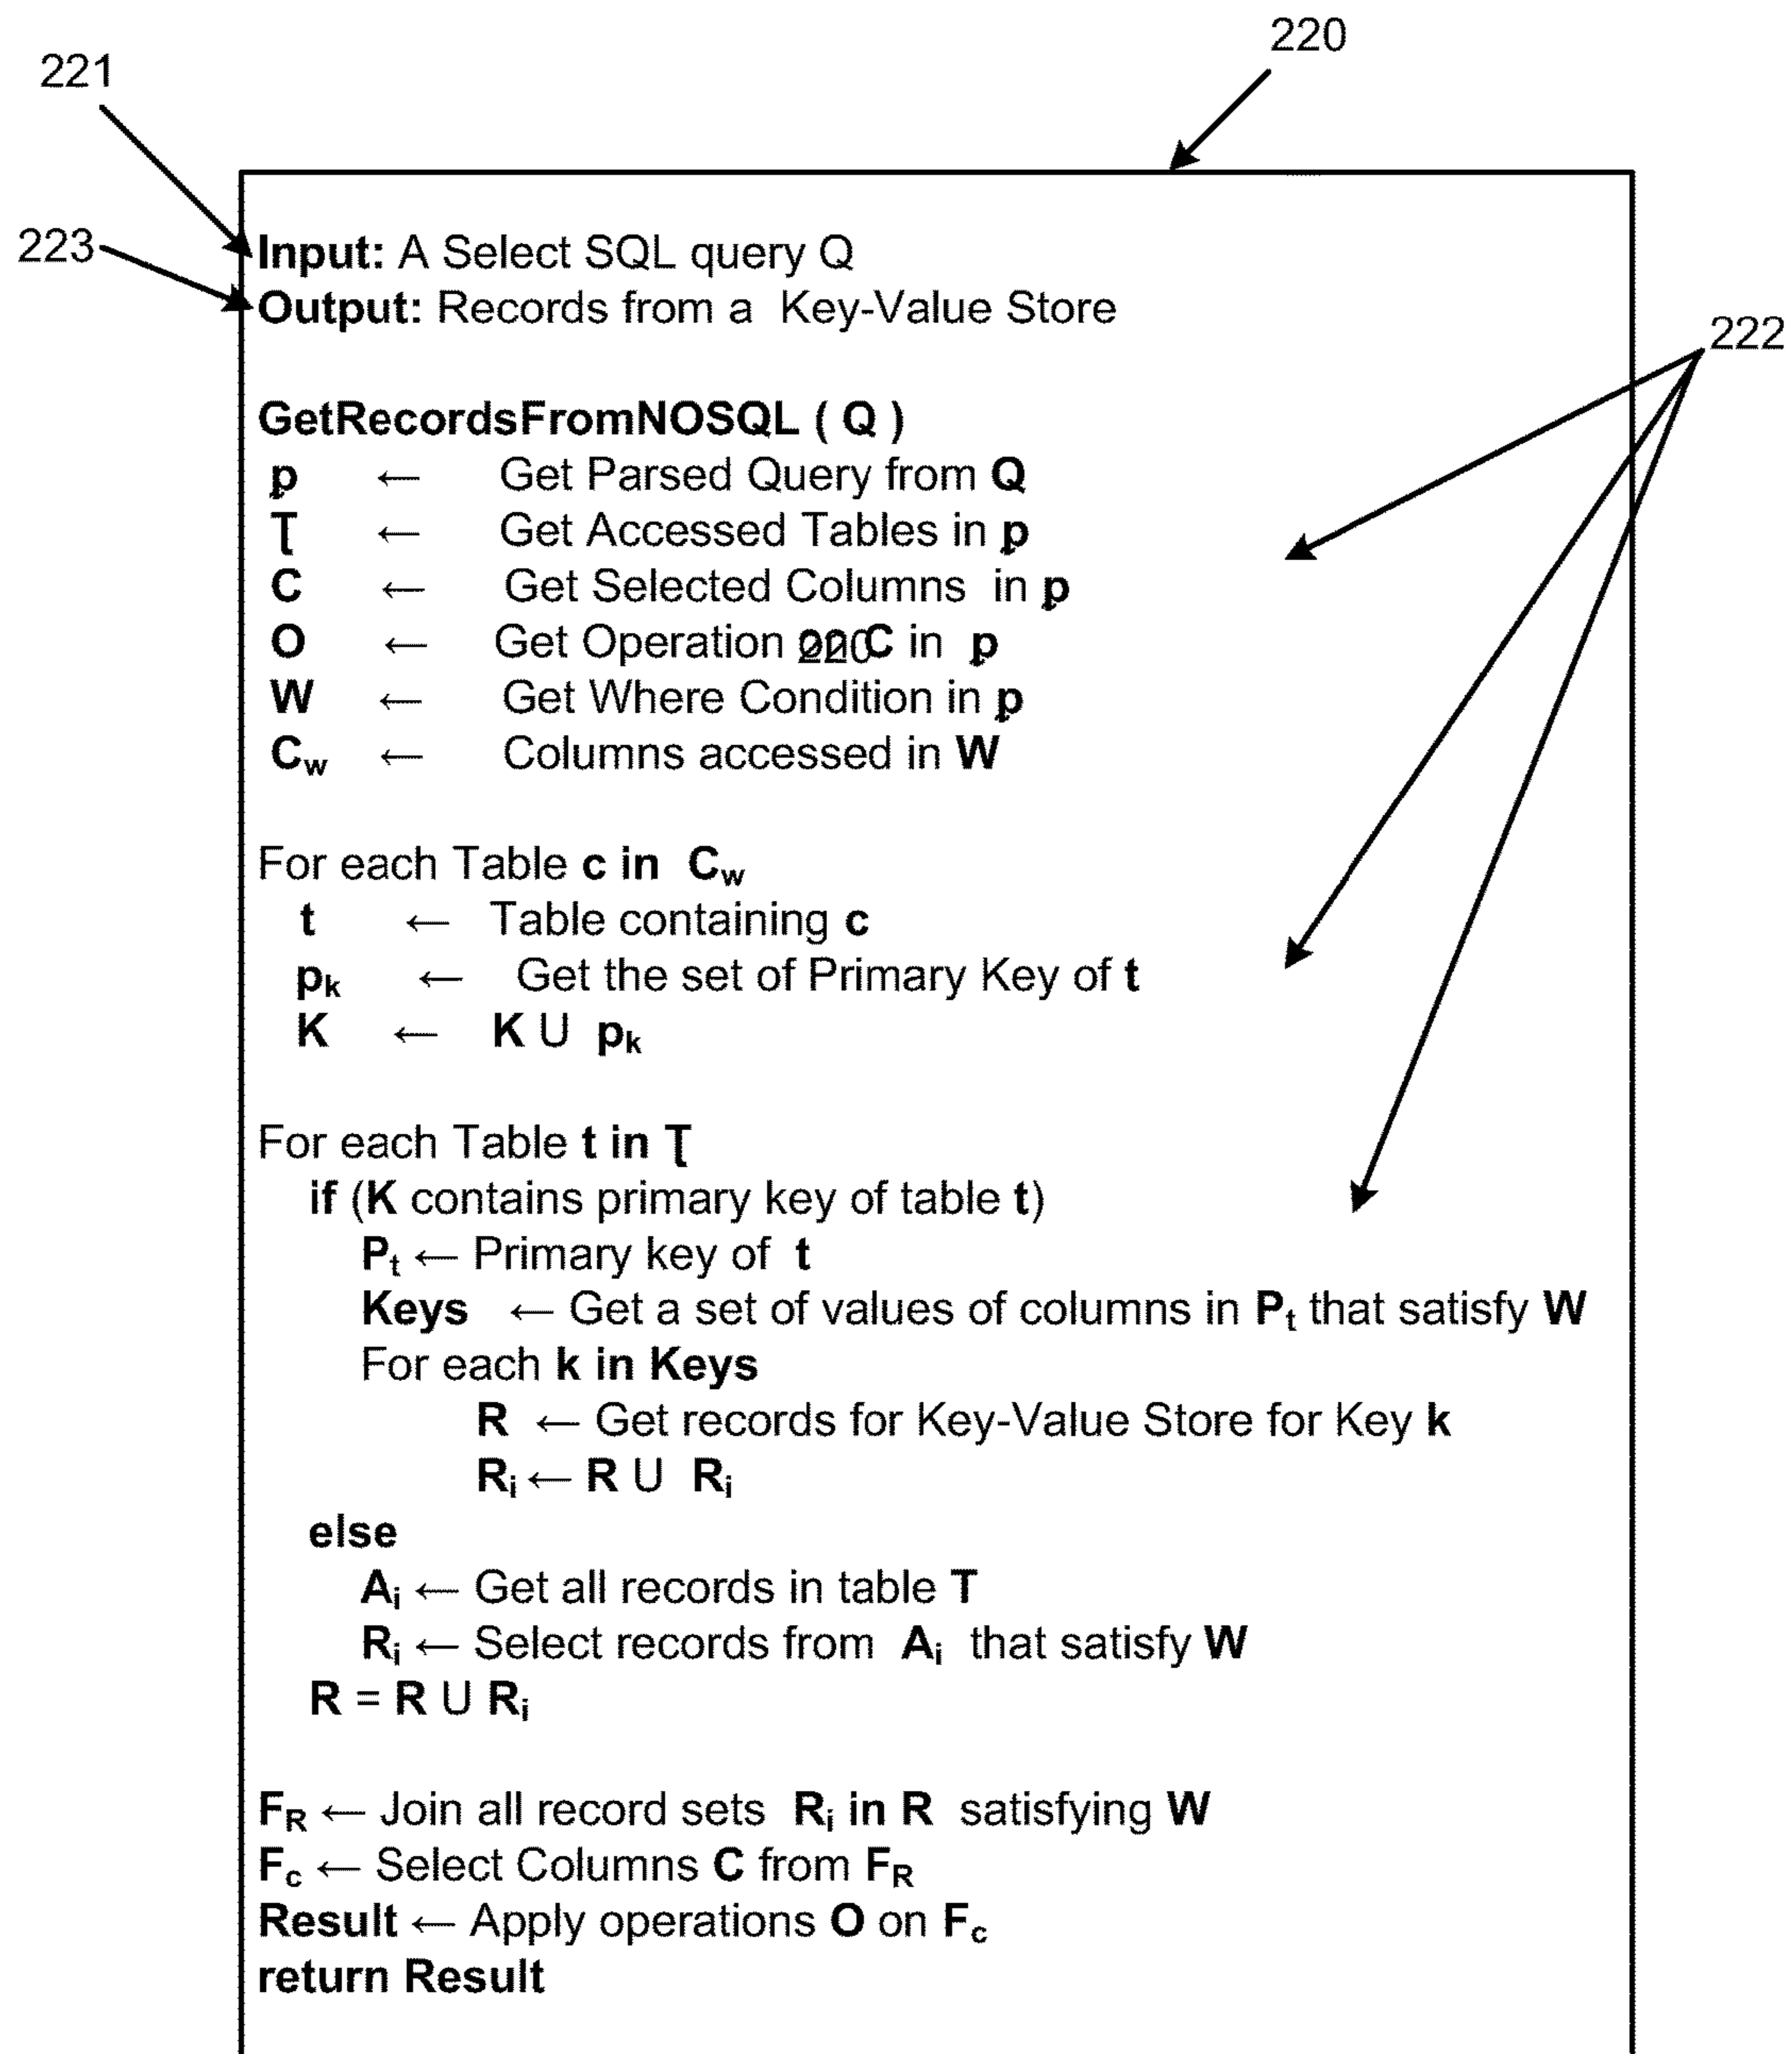 220
221
223
Input: A Select SQL query Q
Output: Records from a Key-Value Store
222
GetRecordsFromNOSQL ( Q )
p ← Get Parsed Query from Q
Ʈ ← Get Accessed Tables in p
C ← Get Selected Columns in p
O ← Get Operation on C in p
220
W ← Get Where Condition in p
Cw ← Columns accessed in W
For each Table c in Cw
t ← Table containing c
pk ← Get the set of Primary Key of t
K ← K U pk
For each Table t in Ʈ
if (K contains primary key of table t)
Pt ← Primary key of t
Keys ← Get a set of values of columns in Pt that satisfy W
For each k in Keys
R ← Get records for Key-Value Store for Key k
Ri ← R U Ri
else
Ai ← Get all records in table T
Ri ← Select records from Ai that satisfy W
R = R U Ri
FR ← Join all record sets Ri in R satisfying W
Fc ← Select Columns C from FR
Result ← Apply operations O on Fc
return Result